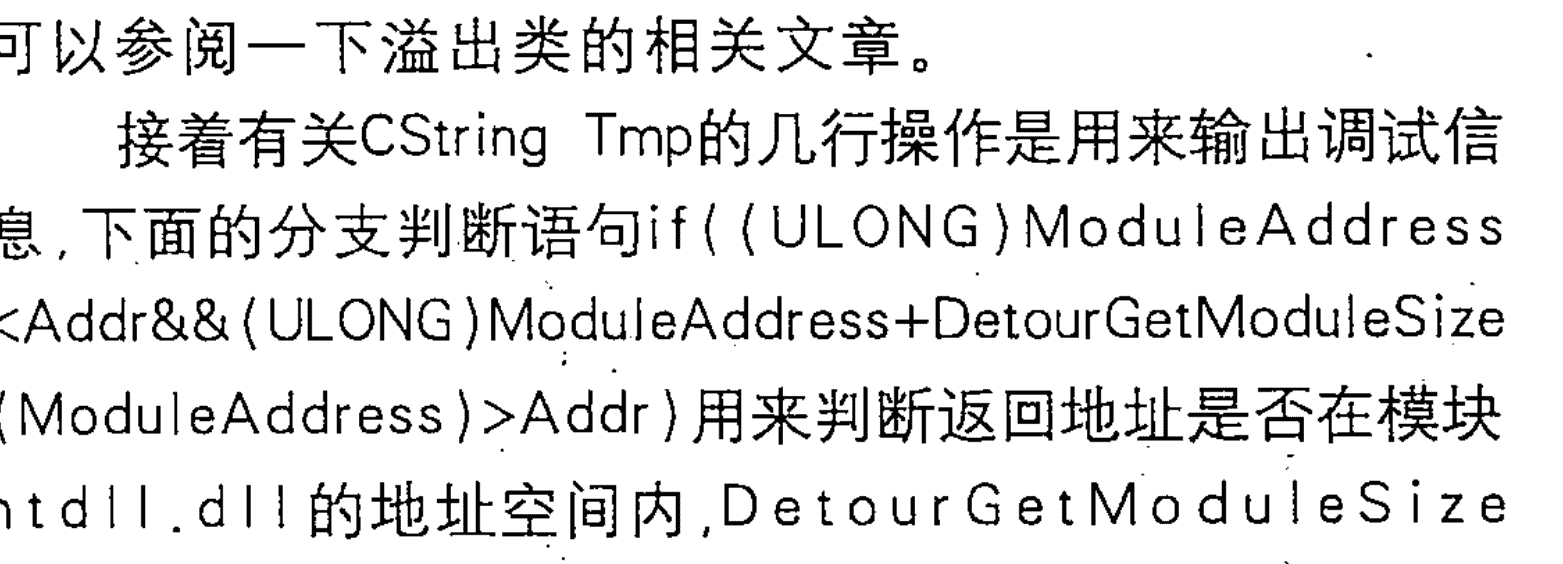 可以参阅一下溢出类的相关文章。
接着有关CString Tmp的几行操作是用来输出调试信
息,下面的分支判断语句if((ULONG)ModuleAddress
<Addr&&(ULONG)ModuleAddress+DetourGetModuleSize
(ModuleAddress)>Addr)用来判断返回地址是否在模块
ntdll.dll的地址空间内,DetourGetModuleSize